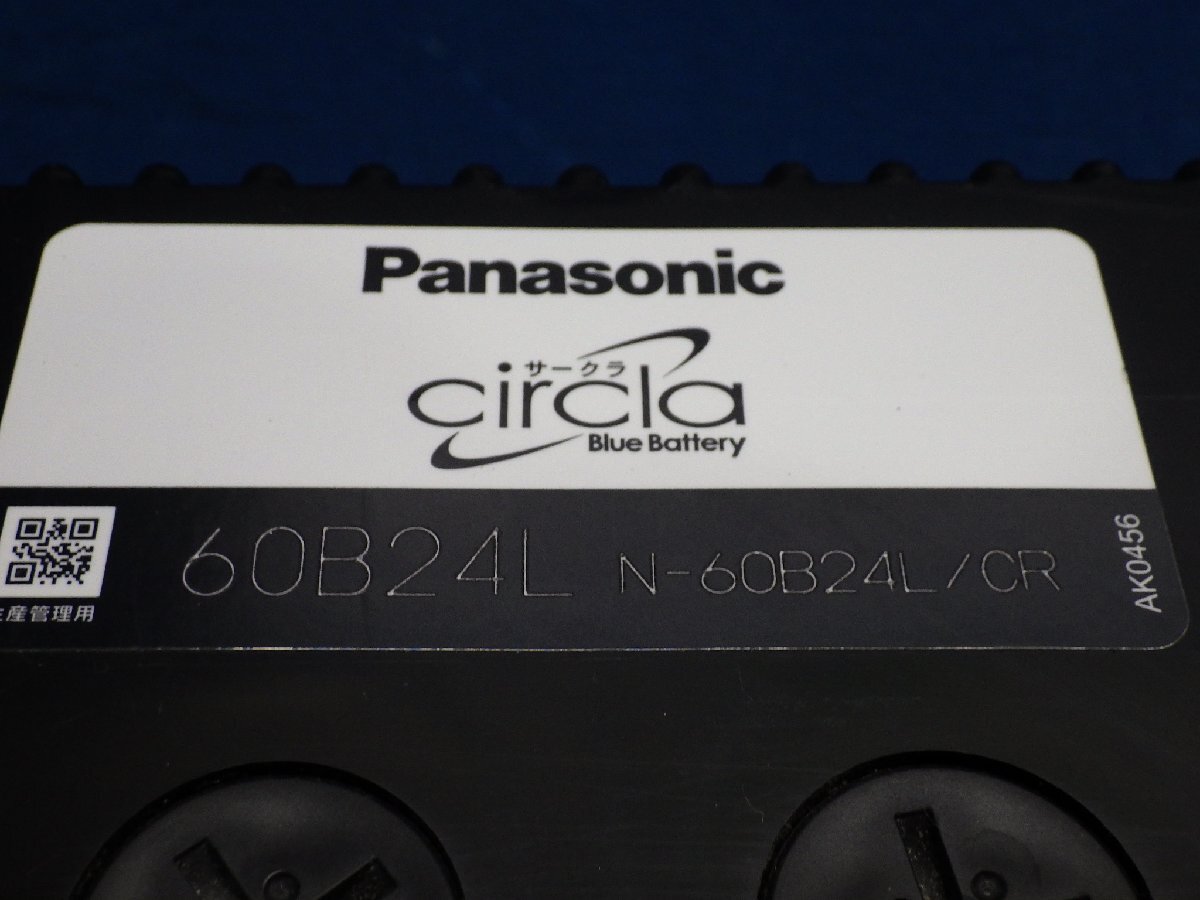 Panasonic
サークラ
circla
Blue Battery
60B24L N-60B24L/CR
AK0456
産管理用